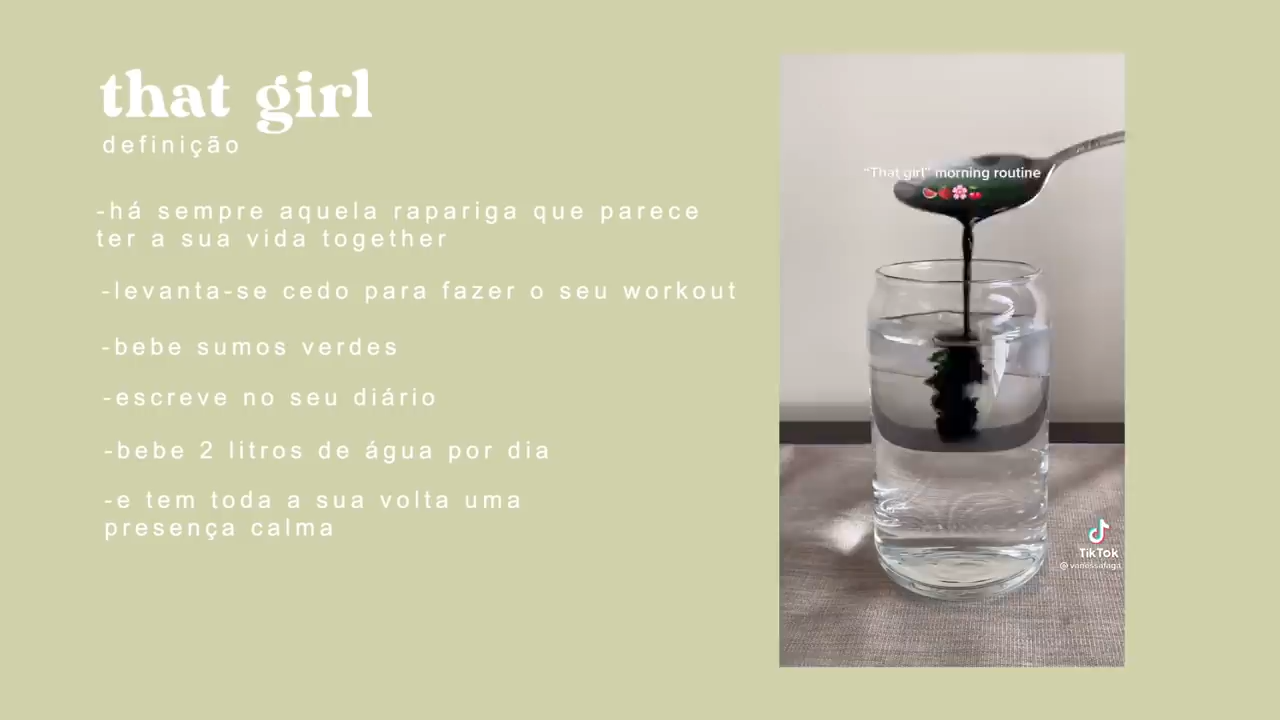 that girl
definição
-há sempre aquela rapariga que parece
ter a sua vida together
-levanta-se cedo para fazer o seu workout
-bebe sumos verdes
-escreve no seu diário
-bebe 2 litros de água por dia
-e tem toda a sua volta uma
presença calma
"That girl" morning routine
TikTok